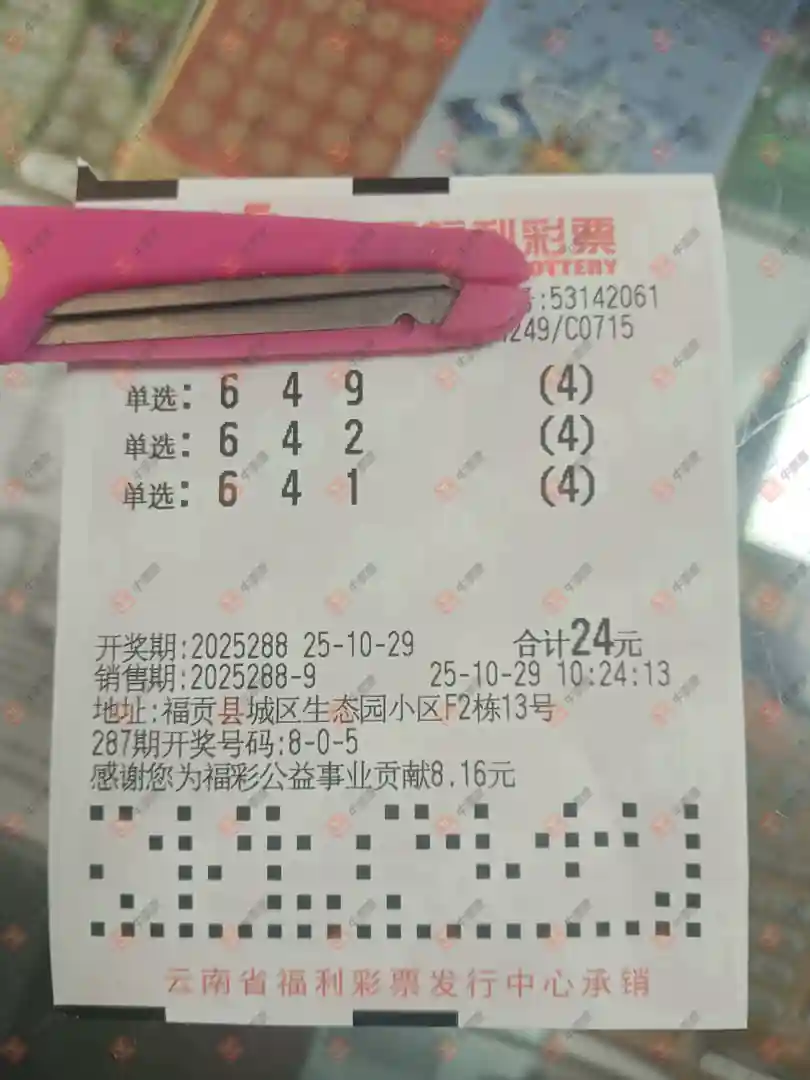 福利彩票
OTTERY
:53142061
249/C0715
单选: 6 4 9 (4)
单选: 6 4 2 (4)
单选: 6 4 1 (4)
开奖期:2025288 25-10-29 合计24元
销售期:2025288-9 25-10-29 10:24:13
地址:福贡县城区生态园小区F2栋13号
287期开奖号码:8-0-5
感谢您为福彩公益事业贡献8.16元
云南省福利彩票发行中心承销